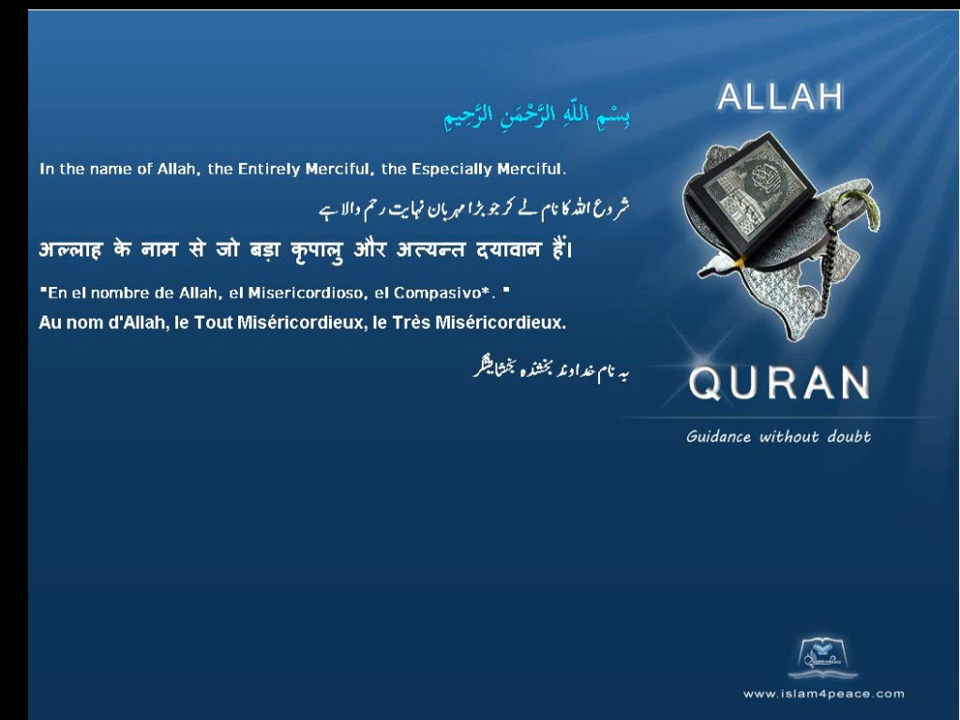 بِسْمِ اللّهِ الرَّحْمَنِ الرَّحِيمِ
In the name of Allah, the Entirely Merciful, the Especially Merciful.
شروع الله کا نام لے کر جو بڑا مہربان نہایت رحم والا ہے
अल्लाह के नाम से जो बड़ा कृपालु और अत्यन्त दयावान हैं।
"En el nombre de Allah, el Misericordioso, el Compasivo*. "
Au nom d'Allah, le Tout Miséricordieux, le Très Miséricordieux.
به نام خداوند بخشنده بخشایشگر
ALLAH
QURAN
Guidance without doubt
www.islam4peace.com